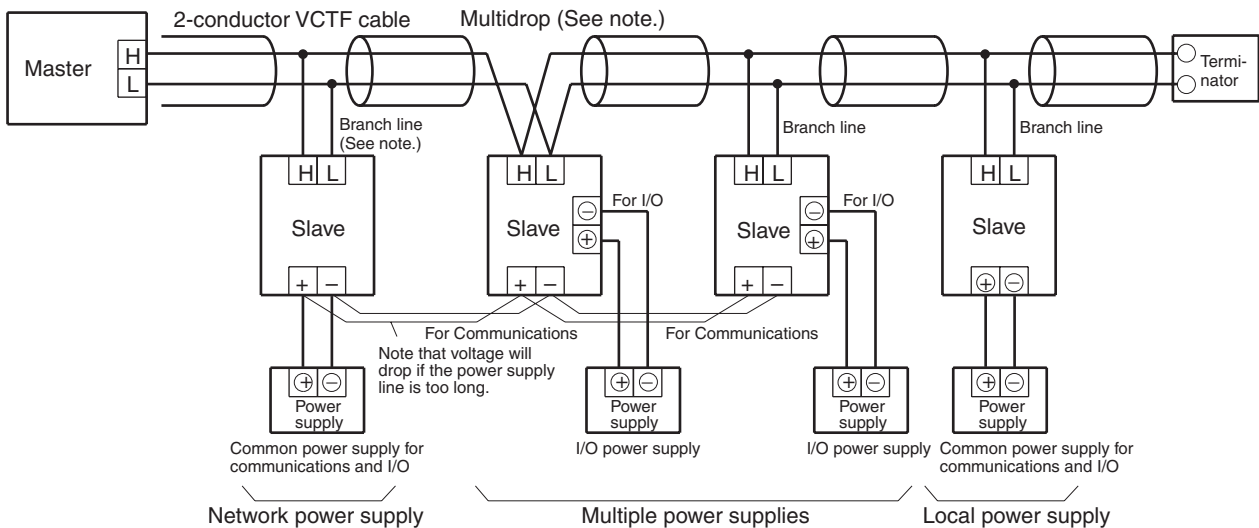 2-conductor VCTF cable
Multidrop (See note.)
Master
H
L
Termi-
nator
Branch line
(See note.)
Branch line
Branch line
H L
H L
H L
H L
For I/O
For I/O
Slave
Slave
Slave
Slave
− 
+
−
+
+ −
+ −
+ −
+ −
For Communications
For Communications
Note that voltage will
drop if the power supply
line is too long.
+ −
+ −
+ −
+ −
Power
supply
Power
supply
Power
supply
Power
supply
Common power supply for
communications and I/O
I/O power supply
I/O power supply
Common power supply for
communications and I/O
Network power supply
Multiple power supplies
Local power supply